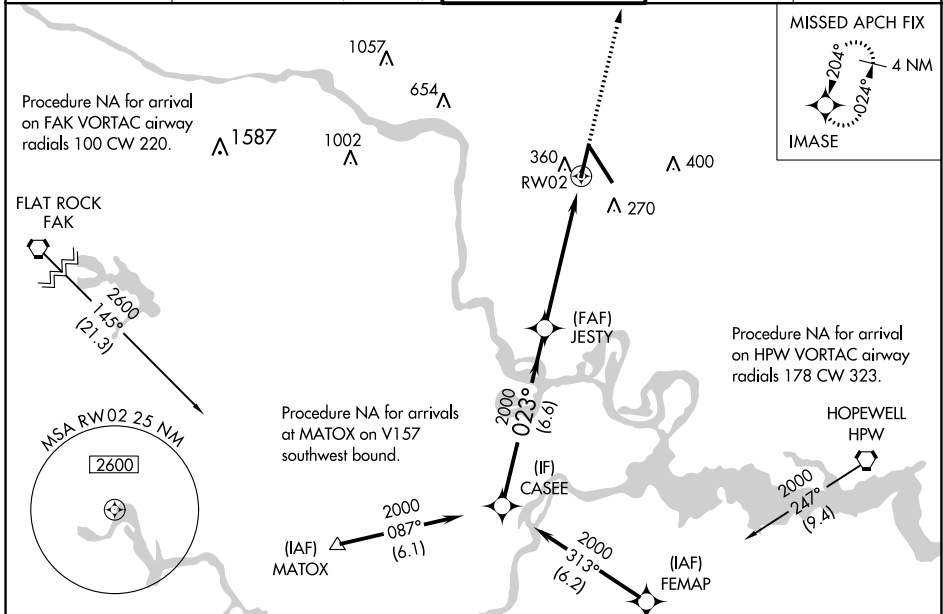 MISSED APCH FIX
204°
4 NM
024°
IMASE
1057
654
Procedure NA for arrival
on FAK VORTAC airway
radials 100 CW 220.
1587
1002
360
RW02
400
270
FLAT ROCK
FAK
2600
145°
(21.3)
(FAF)
JESTY
Procedure NA for arrival
on HPW VORTAC airway
radials 178 CW 323.
2000
023°
(6.6)
Procedure NA for arrivals
at MATOX on V157
southwest bound.
HOPEWELL
HPW
MSA RW02 25 NM
2600
(IF)
CASEE
2000
247°
(9.4)
2000
087°
(6.1)
(IAF)
MATOX
2000
313°
(6.2)
(IAF)
FEMAP